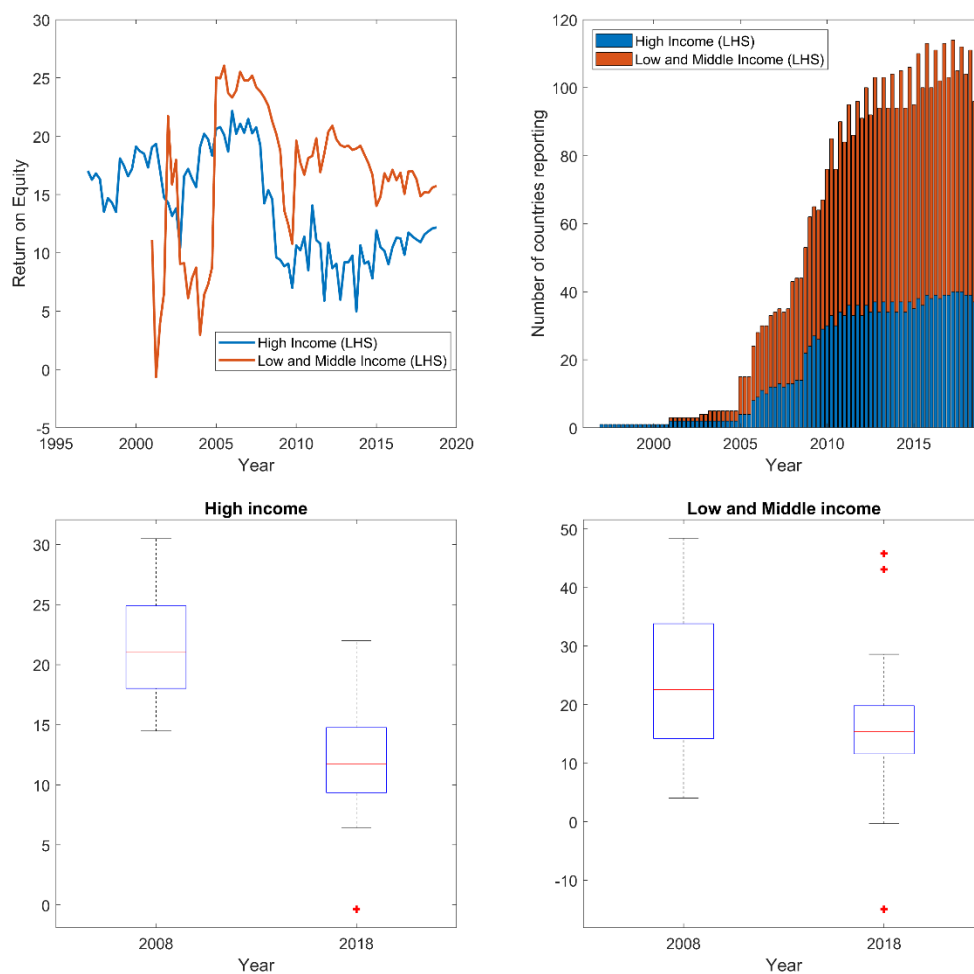 30
25
20
15
10
5
0
-5
Return on Equity
High Income (LHS)
Low and Middle Income (LHS)
1995 2000 2005 2010 2015 2020
Year
120
100
80
60
40
20
0
Number of countries reporting
High Income (LHS)
Low and Middle Income (LHS)
2000 2005 2010 2015
Year
High income
30
25
20
15
10
5
0
2008 2018
Year
Low and Middle income
50
40
30
20
10
0
-10
2008 2018
Year